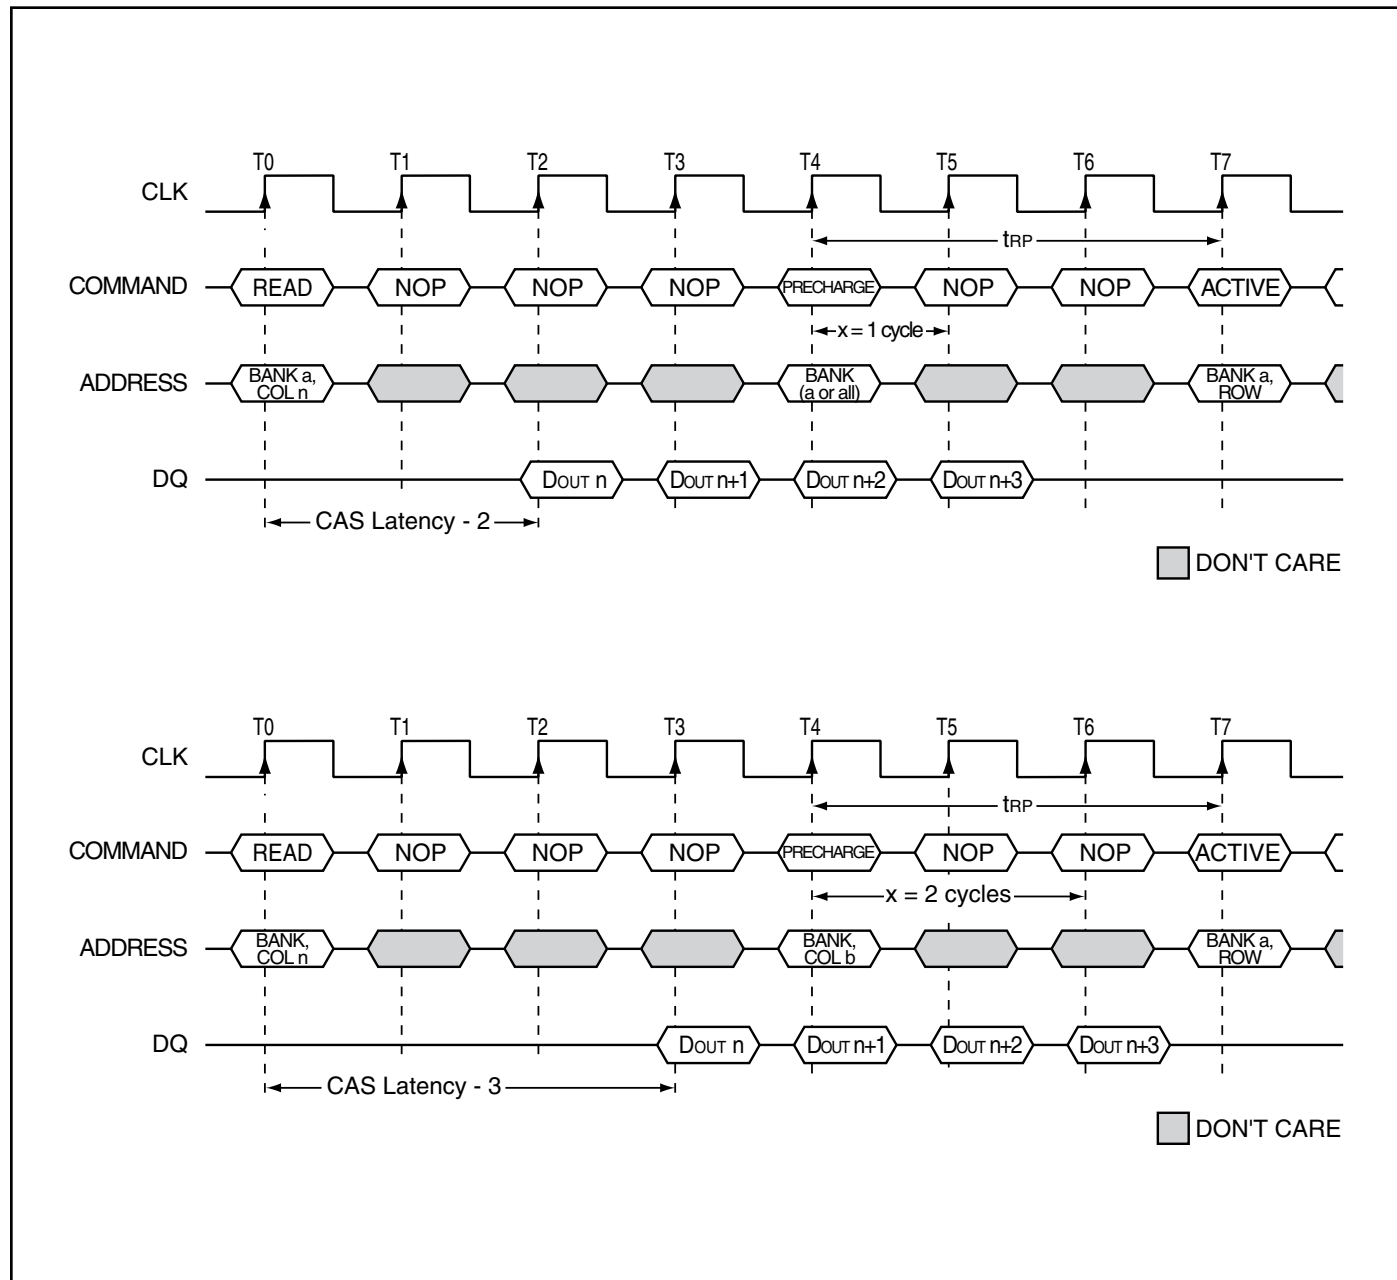 T0 T1 T2 T3 T4 T5 T6 T7
CLK
tRP
COMMAND READ NOP NOP NOP PRECHARGE NOP NOP ACTIVE
x = 1 cycle
ADDRESS BANK a, COL n BANK (a or all) BANK a, ROW
DQ DOUT n DOUT n+1 DOUT n+2 DOUT n+3
CAS Latency - 2
DON'T CARE
T0 T1 T2 T3 T4 T5 T6 T7
CLK
tRP
COMMAND READ NOP NOP NOP PRECHARGE NOP NOP ACTIVE
x = 2 cycles
ADDRESS BANK, COL n BANK, COL b BANK a, ROW
DQ DOUT n DOUT n+1 DOUT n+2 DOUT n+3
CAS Latency - 3
DON'T CARE